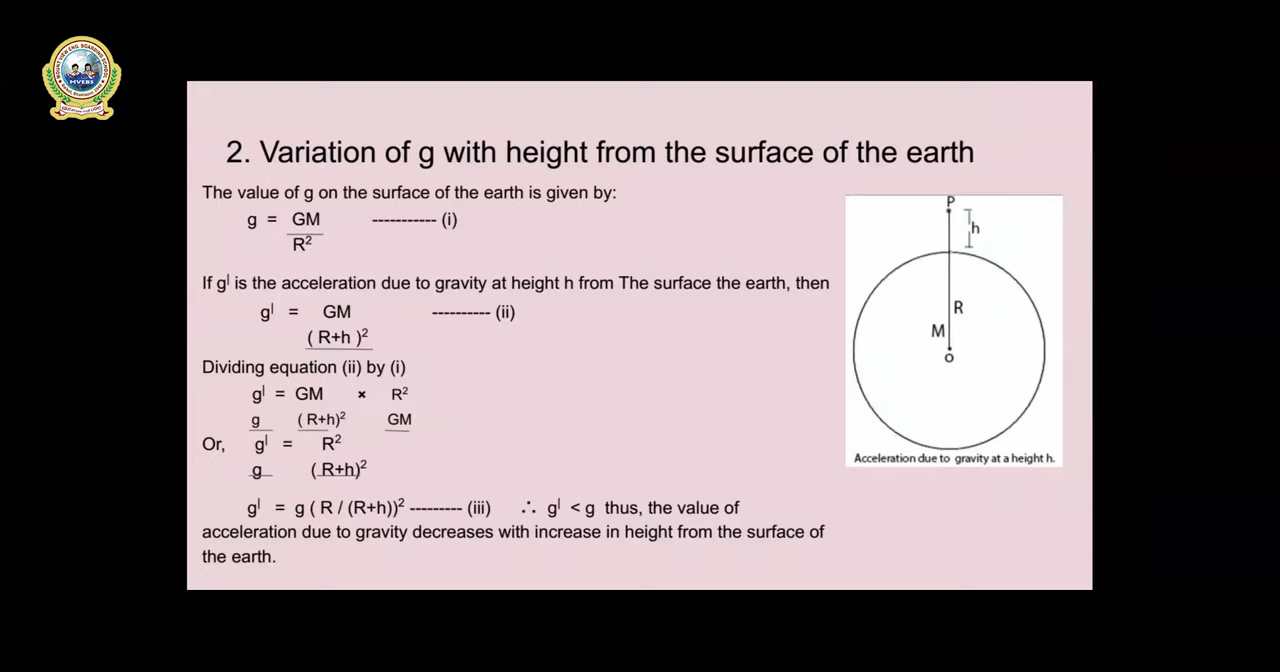 MVEBS
2. Variation of g with height from the surface of the earth
The value of g on the surface of the earth is given by:
g = GM ----------- (i)
R²
If gˡ is the acceleration due to gravity at height h from The surface the earth, then
gˡ = GM ---------- (ii)
( R+h )²
Dividing equation (ii) by (i)
gˡ = GM × R²
g ( R+h)² GM
Or, gˡ = R²
g ( R+h)²
gˡ = g ( R / (R+h))² --------- (iii) ∴ gˡ < g thus, the value of
acceleration due to gravity decreases with increase in height from the surface of
the earth.
P
h
R
M
O
Acceleration due to gravity at a height h.